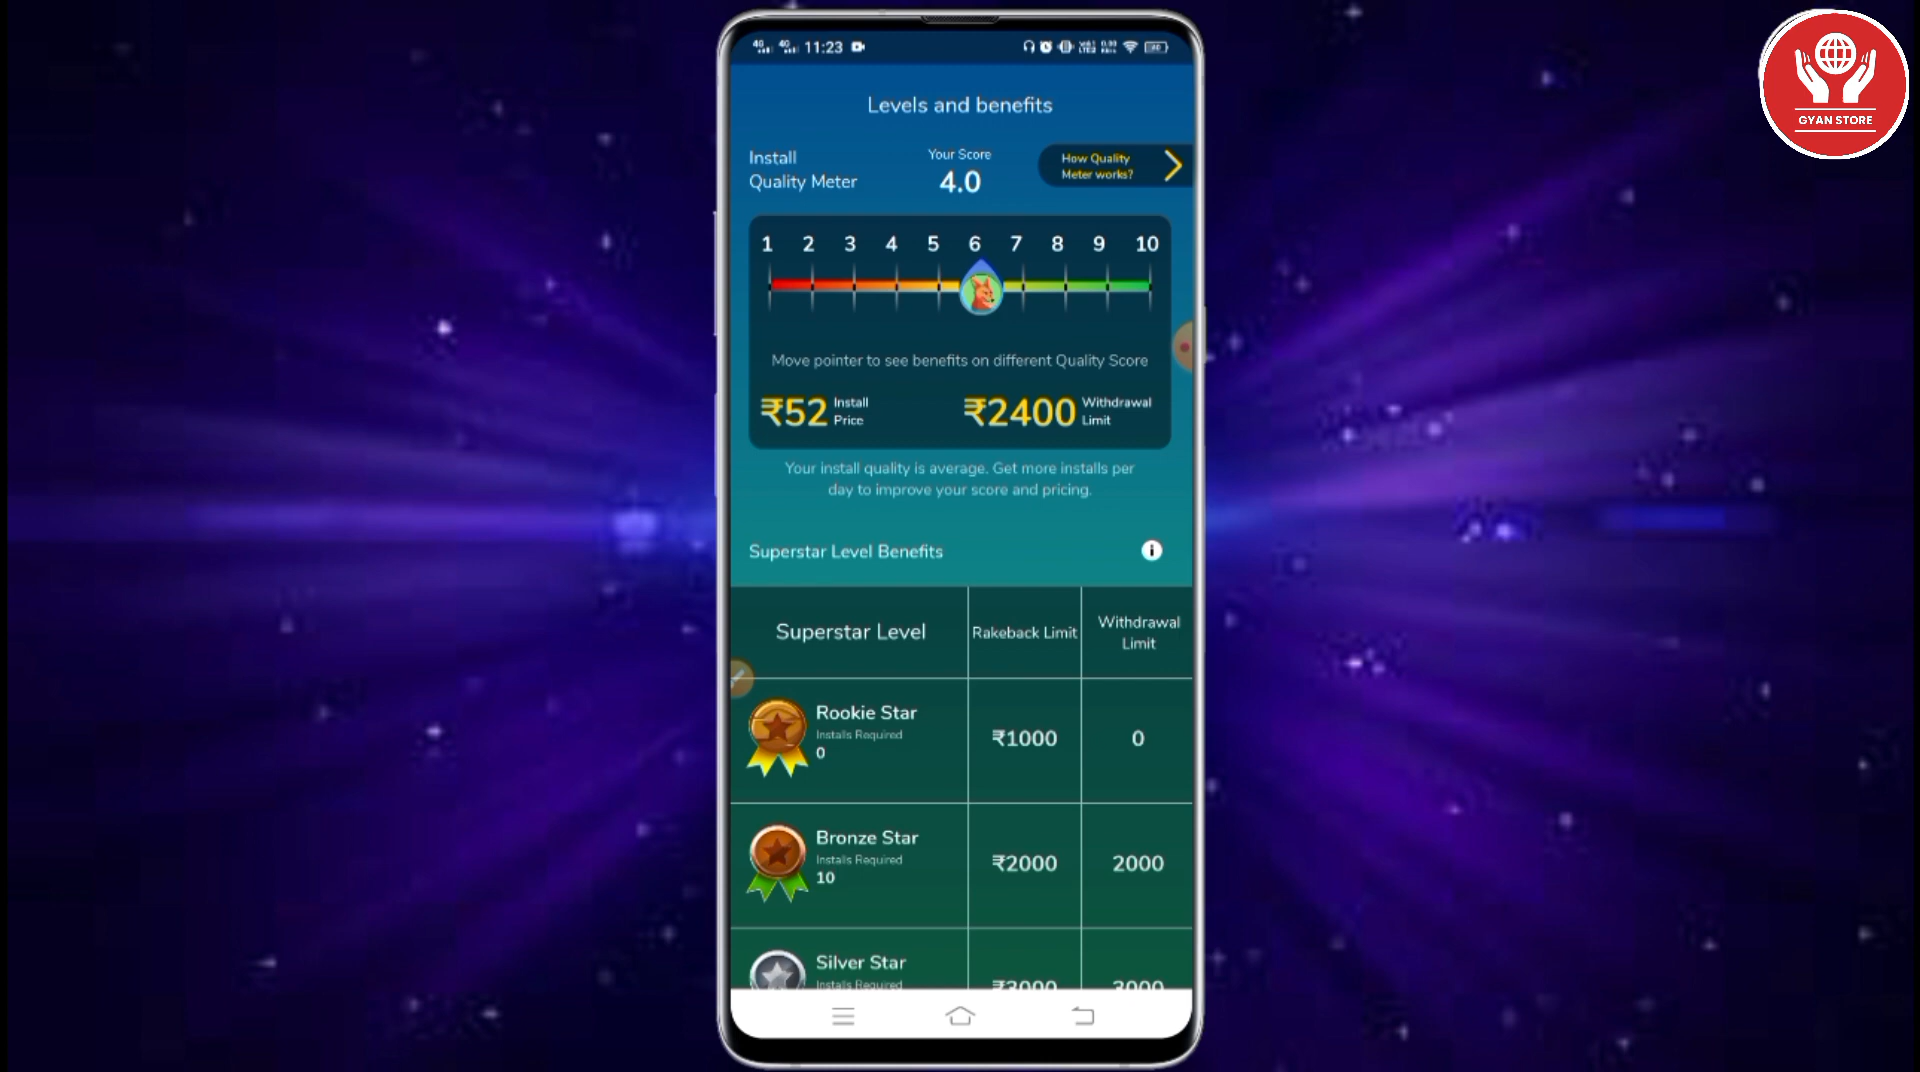 11:23
GYAN STORE
Levels and benefits
Install
Quality Meter
Your Score
4.0
How Quality
Meter works?
1 2 3 4 5 6 7 8 9 10
Move pointer to see benefits on different Quality Score
₹52 Install
Price
₹2400 Withdrawal
Limit
Your install quality is average. Get more installs per
day to improve your score and pricing.
Superstar Level Benefits
Superstar Level
Rakeback Limit
Withdrawal
Limit
Rookie Star
Installs Required
0
₹1000
0
Bronze Star
Installs Required
10
₹2000
2000
Silver Star
Installs Required
₹3000
3000